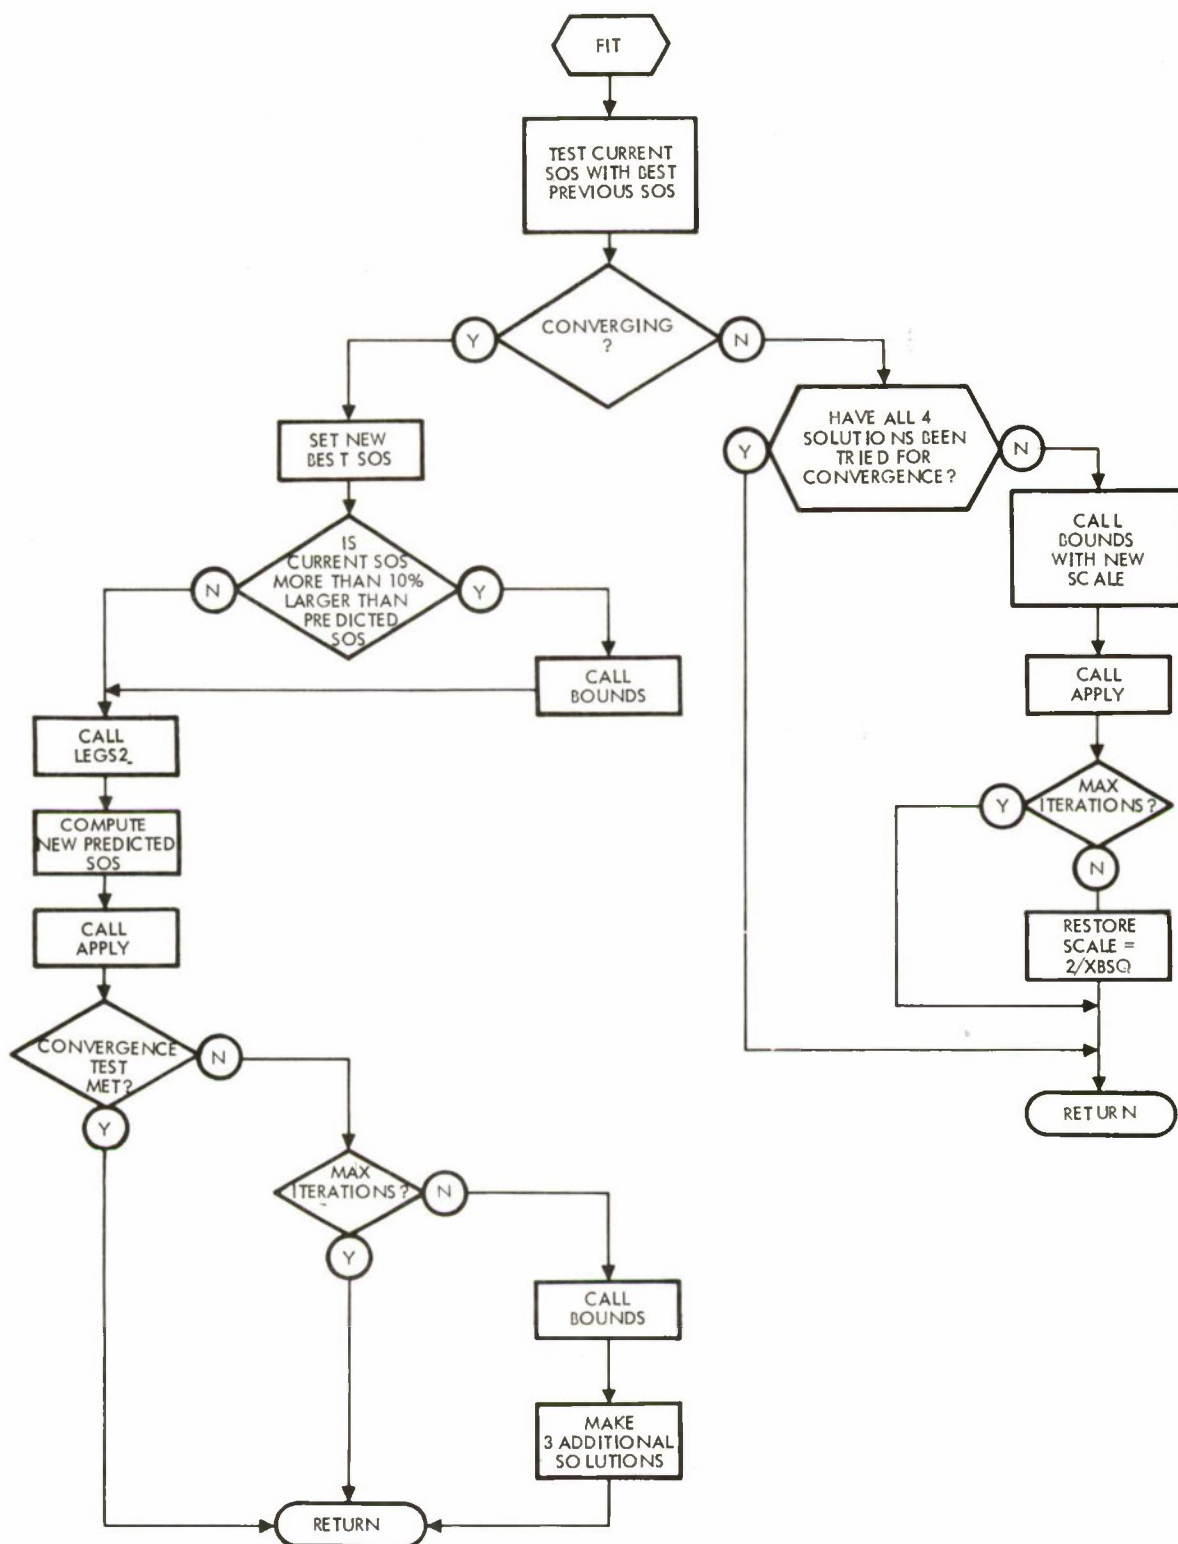 FIT
TEST CURRENT
SOS WITH BEST
PREVIOUS SOS
CONVERGING
?
Y
N
SET NEW
BEST SOS
HAVE ALL 4
SOLUTIONS BEEN
TRIED FOR
CONVERGENCE?
Y
N
IS
CURRENT SOS
MORE THAN 10%
LARGER THAN
PREDICTED
SOS
N
Y
CALL
BOUNDS
WITH NEW
SCALE
CALL
BOUNDS
CALL
APPLY
CALL
LEGS2
MAX
ITERATIONS?
Y
N
COMPUTE
NEW PREDICTED
SOS
CALL
APPLY
RESTORE
SCALE =
2/XBSQ
CONVERGENCE
TEST
MET?
N
Y
RETURN
MAX
ITERATIONS?
N
Y
CALL
BOUNDS
MAKE
3 ADDITIONAL
SOLUTIONS
RETURN